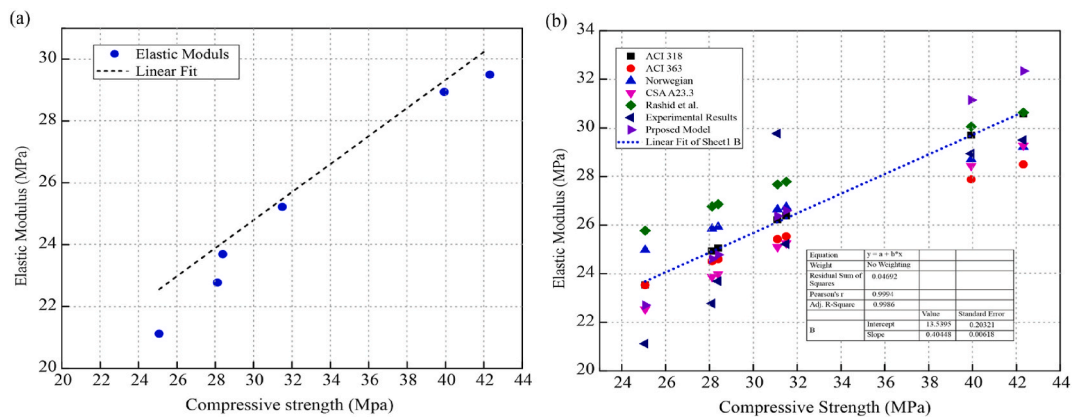 (a)
Elastic Modulus (MPa)
30
28
26
24
22
20
Elastic Moduls
Linear Fit
20 22 24 26 28 30 32 34 36 38 40 42 44
Compressive strength (Mpa)
(b)
Elastic Modulus (MPa)
34
32
30
28
26
24
22
20
ACI 318
ACI 363
Norwegian
CSA A23.3
Rashid et al.
Experimental Results
Prposed Model
Linear Fit of Sheet1 B
Equation y = a + b*x
Weight No Weighting
Residual Sum of
Squares 0.04692
Pearson's r 0.9994
Adj. R-Square 0.9986
Value Standard Error
B Intercept 13.5395 0.20321
Slope 0.40448 0.00618
24 26 28 30 32 34 36 38 40 42 44
Compressive Strength (MPa)